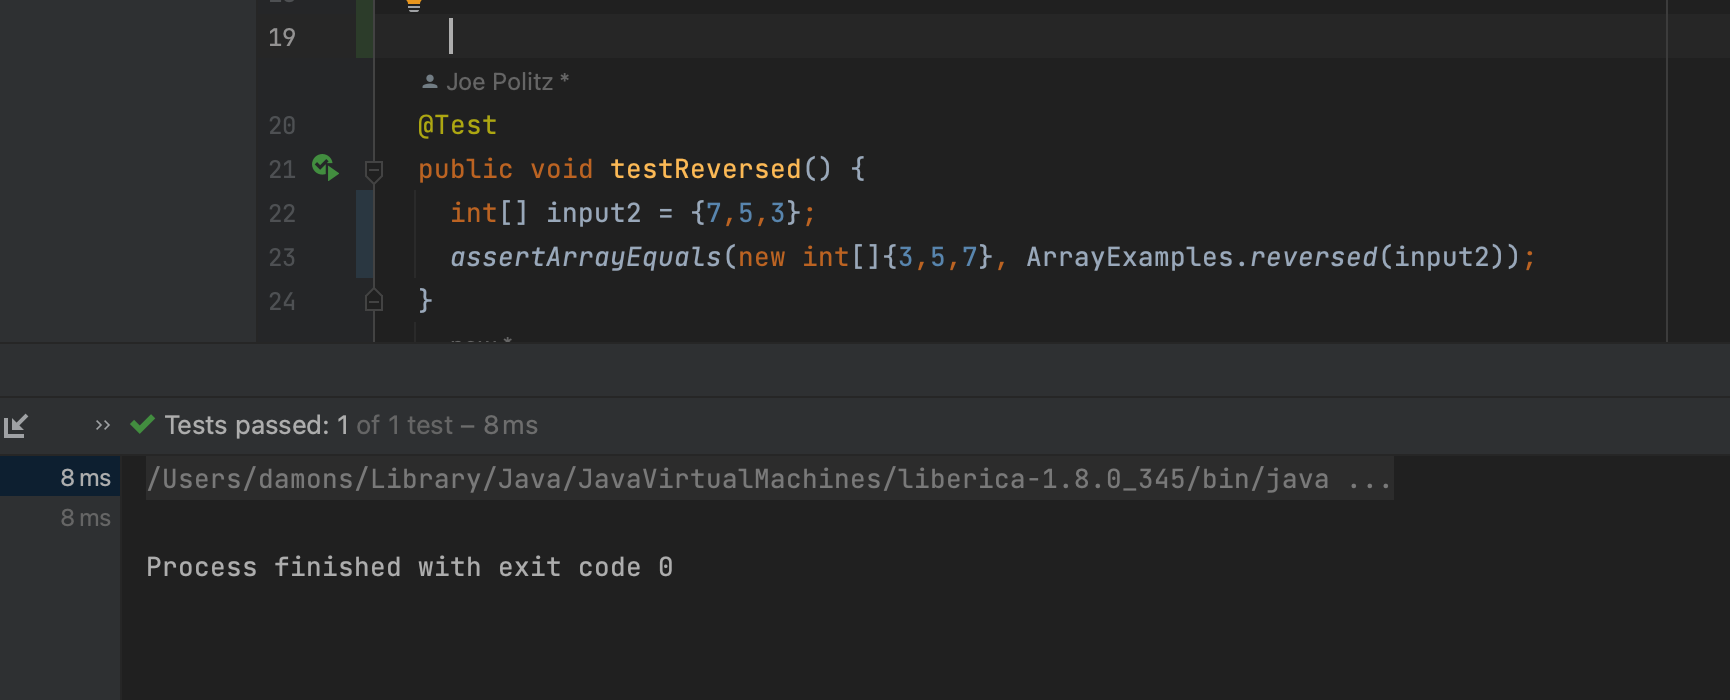 19
Joe Politz *
20 @Test
21 public void testReversed() {
22 int[] input2 = {7,5,3};
23 assertArrayEquals(new int[]{3,5,7}, ArrayExamples.reversed(input2));
24 }
>> Tests passed: 1 of 1 test – 8 ms
8 ms /Users/damons/Library/Java/JavaVirtualMachines/liberica-1.8.0_345/bin/java ...
8 ms
Process finished with exit code 0